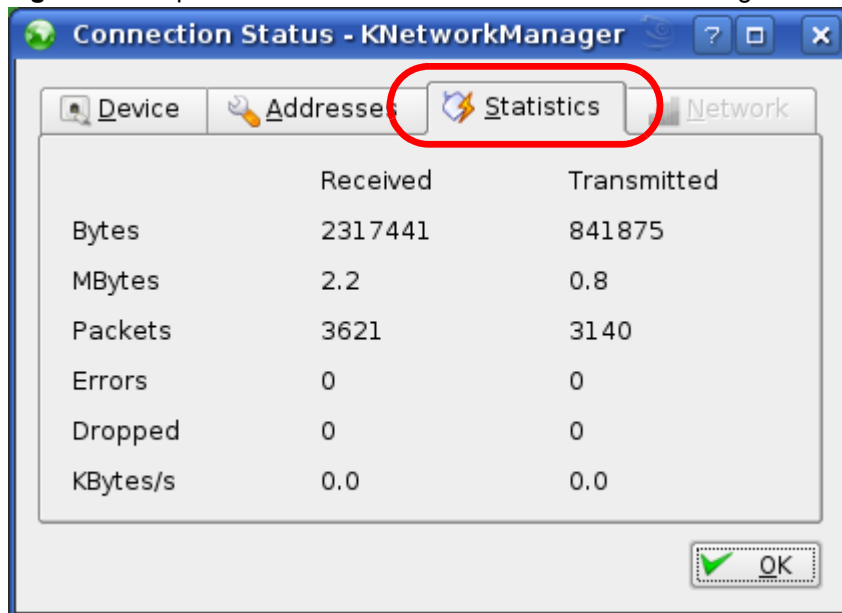 Connection Status - KNetworkManager
Device Addresses Statistics Network
Received Transmitted
Bytes 2317441 841875
MBytes 2.2 0.8
Packets 3621 3140
Errors 0 0
Dropped 0 0
KBytes/s 0.0 0.0
OK